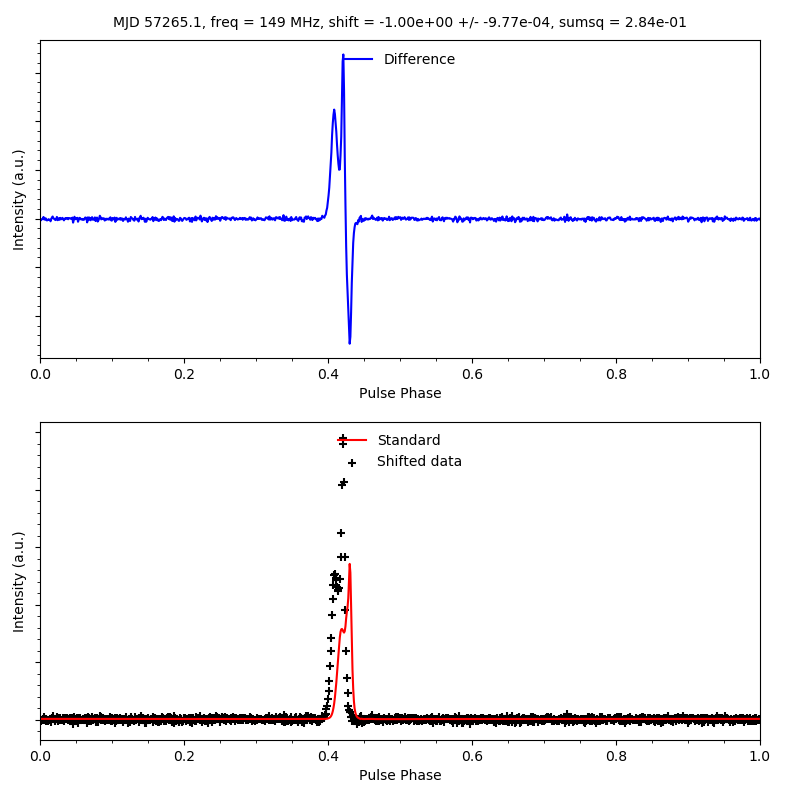 MJD 57265.1, freq = 149 MHz, shift = -1.00e+00 +/- -9.77e-04, sumsq = 2.84e-01
Difference
Intensity (a.u.)
0.0 0.2 0.4 0.6 0.8 1.0
Pulse Phase
Standard
Shifted data
Intensity (a.u.)
0.0 0.2 0.4 0.6 0.8 1.0
Pulse Phase